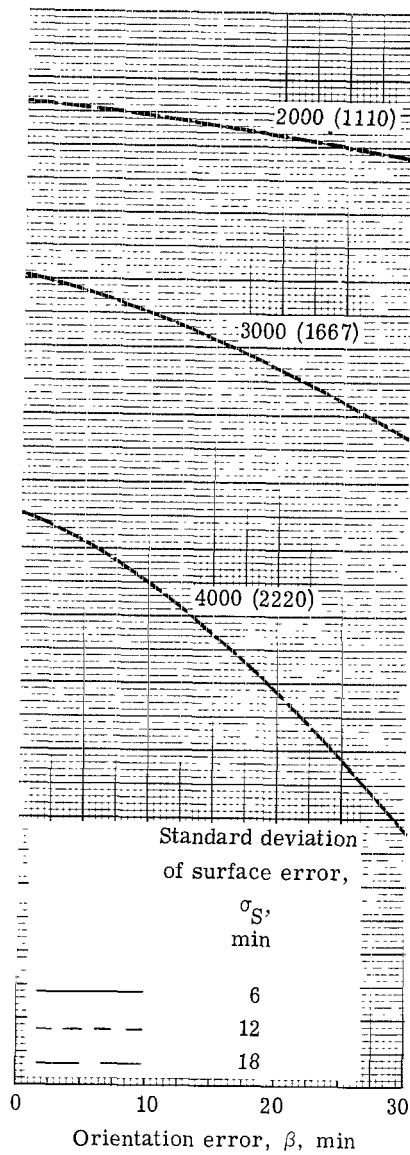 2000 (1110)
3000 (1667)
4000 (2220)
Standard deviation
of surface error,
σS,
min
6
12
18
0 10 20 30
Orientation error, β, min